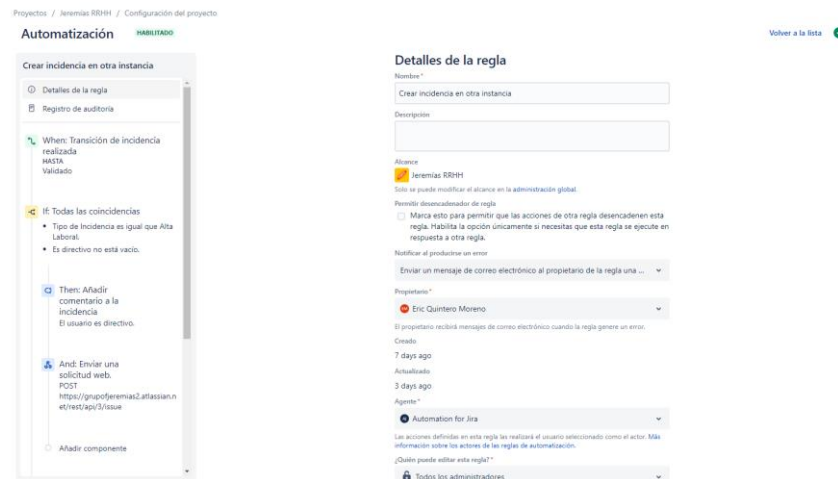 Proyectos / Jeremías RRHH / Configuración del proyecto
Automatización HABILITADO
Volver a la lista
Crear incidencia en otra instancia
Detalles de la regla
Registro de auditoría
When: Transición de incidencia
realizada
HASTA
Validado
If: Todas las coincidencias
Tipo de Incidencia es igual que Alta
Laboral.
Es directivo no está vacío.
Then: Añadir
comentario a la
incidencia
El usuario es directivo.
And: Enviar una
solicitud web.
POST
https://grupofjeremias2.atlassian.n
et/rest/api/3/issue
Añadir componente
Detalles de la regla
Nombre*
Crear incidencia en otra instancia
Descripción
Alcance
Jeremías RRHH
Solo se puede modificar el alcance en la administración global.
Permitir desencadenador de regla
Marca esto para permitir que las acciones de otra regla desencadenen esta
regla. Habilita la opción únicamente si necesitas que esta regla se ejecute en
respuesta a otra regla.
Notificar al producirse un error
Enviar un mensaje de correo electrónico al propietario de la regla una ...
Propietario*
Eric Quintero Moreno
El propietario recibirá mensajes de correo electrónico cuando la regla genere un error.
Creado
7 days ago
Actualizado
3 days ago
Agente*
Automation for Jira
Las acciones definidas en esta regla las realizará el usuario seleccionado como el actor. Más
información sobre los actores de las reglas de automatización.
¿Quién puede editar esta regla?*
Todos los administradores